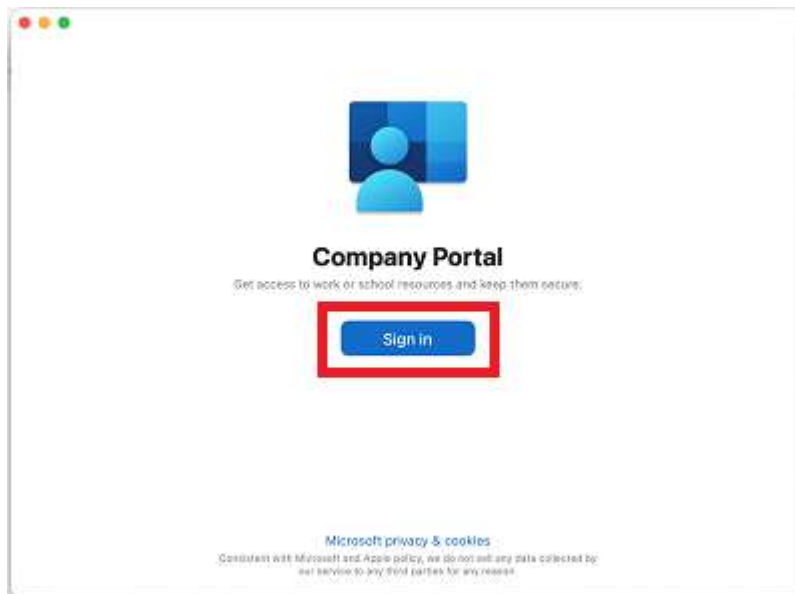 Company Portal
Get access to work or school resources and keep them secure.
Sign in
Microsoft privacy & cookies
Consistent with Microsoft and Apple policy, we do not sell any data collected by
our service to any third parties for any reason